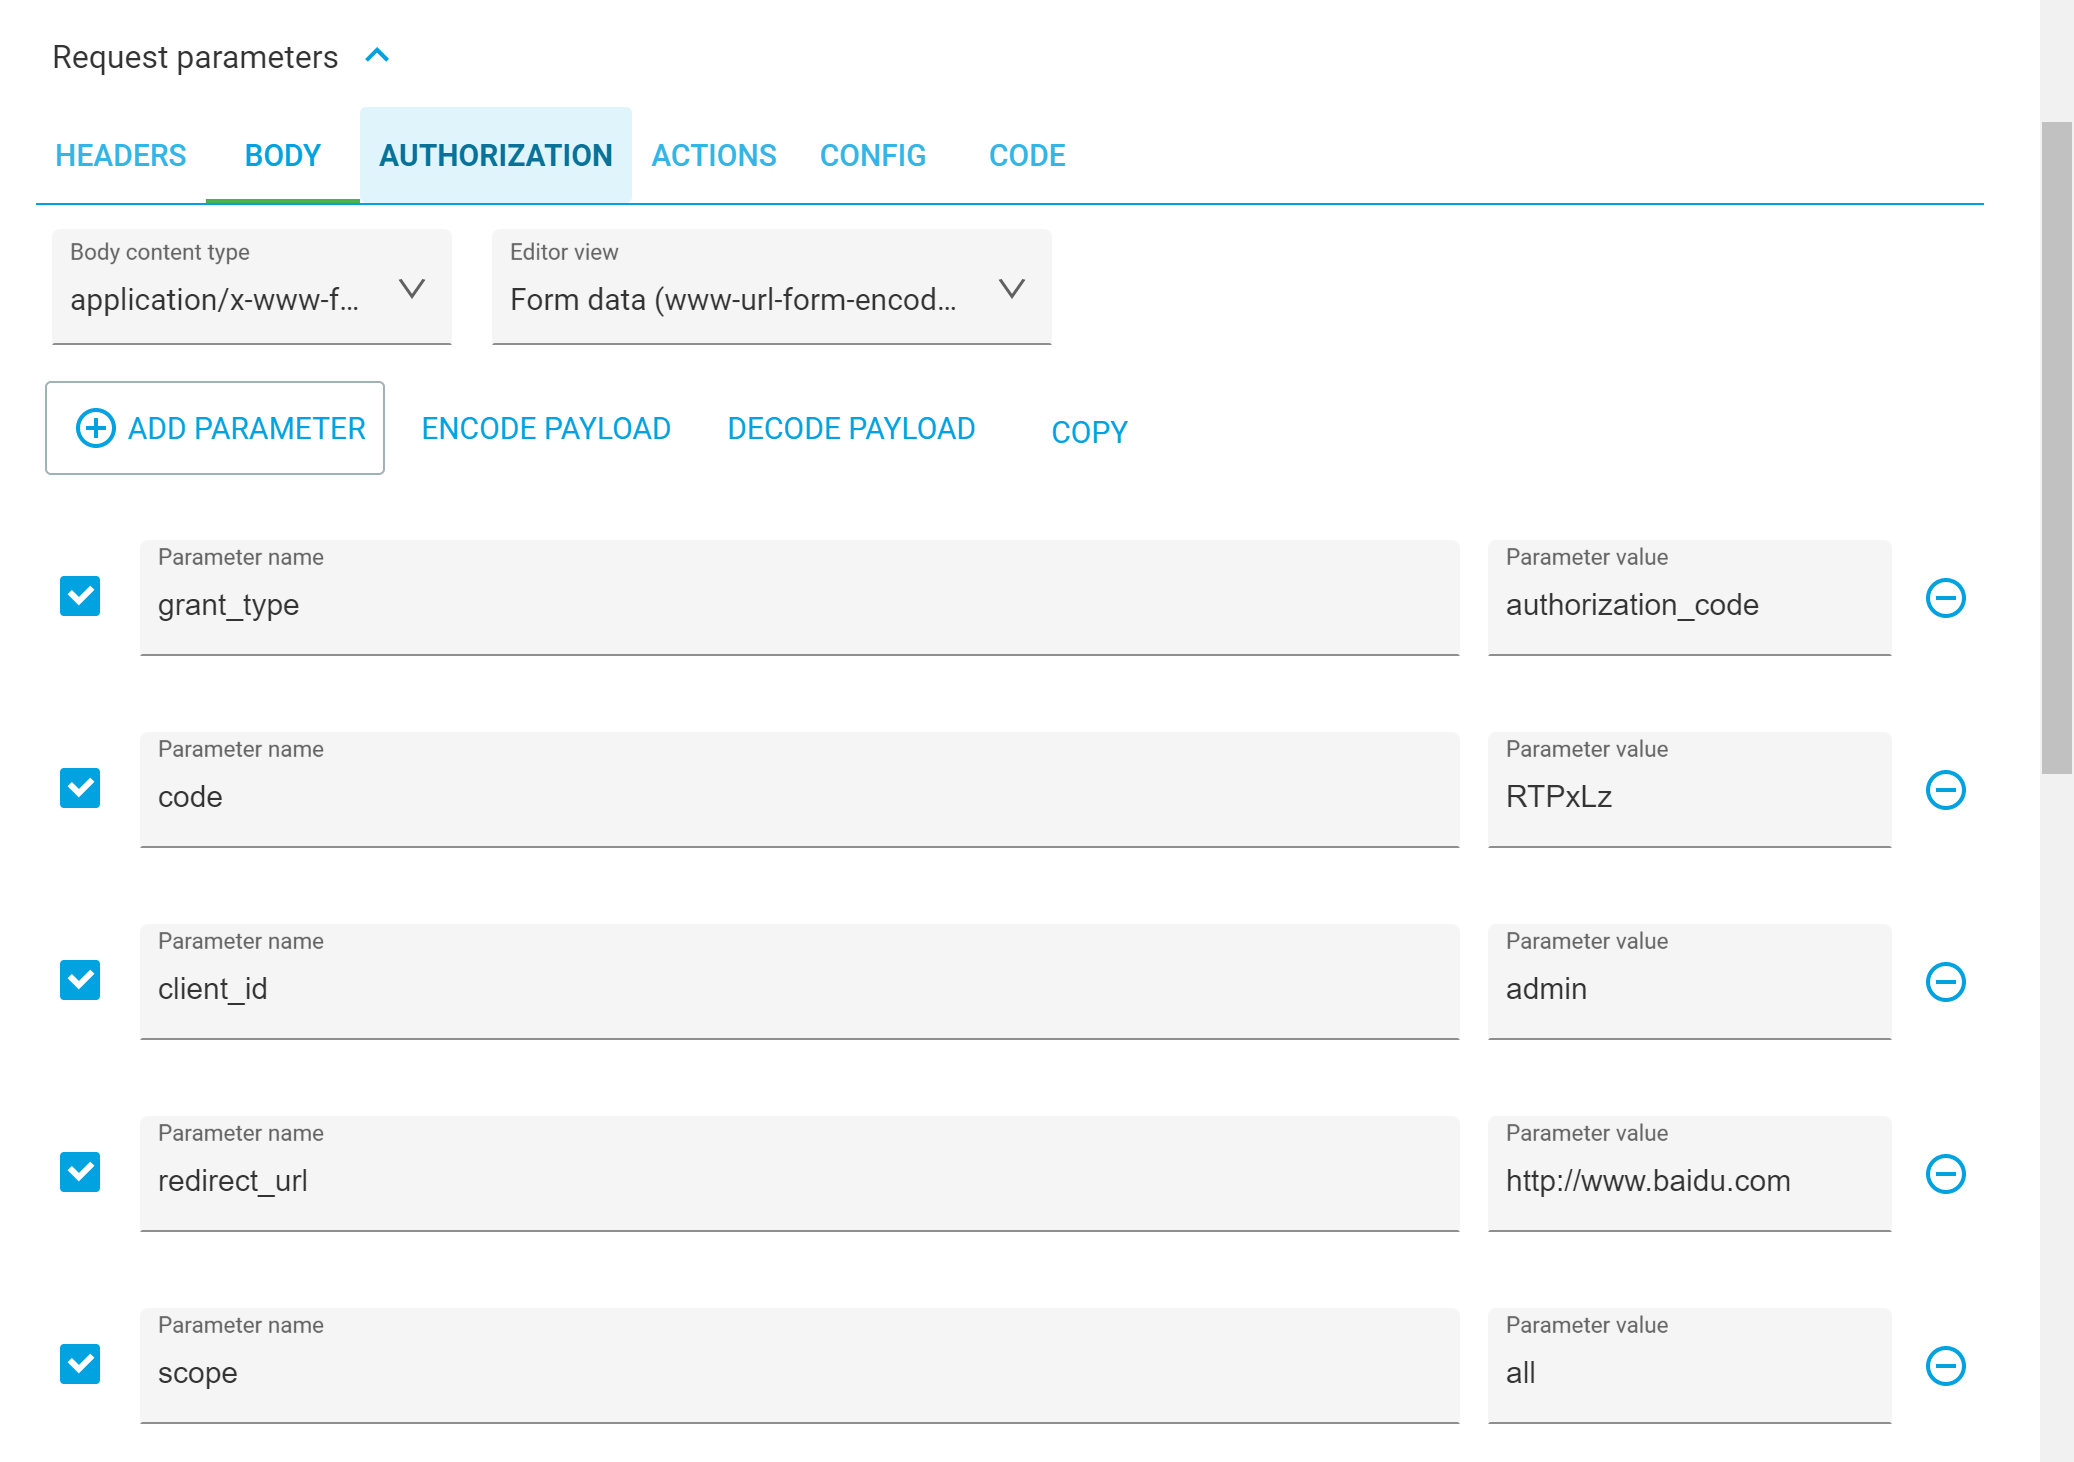 Request parameters
HEADERS BODY AUTHORIZATION ACTIONS CONFIG CODE
Body content type Editor view
application/x-www-f... Form data (www-url-form-encod...
ADD PARAMETER ENCODE PAYLOAD DECODE PAYLOAD COPY
Parameter name Parameter value
grant_type authorization_code
Parameter name Parameter value
code RTPxLz
Parameter name Parameter value
client_id admin
Parameter name Parameter value
redirect_url http://www.baidu.com
Parameter name Parameter value
scope all